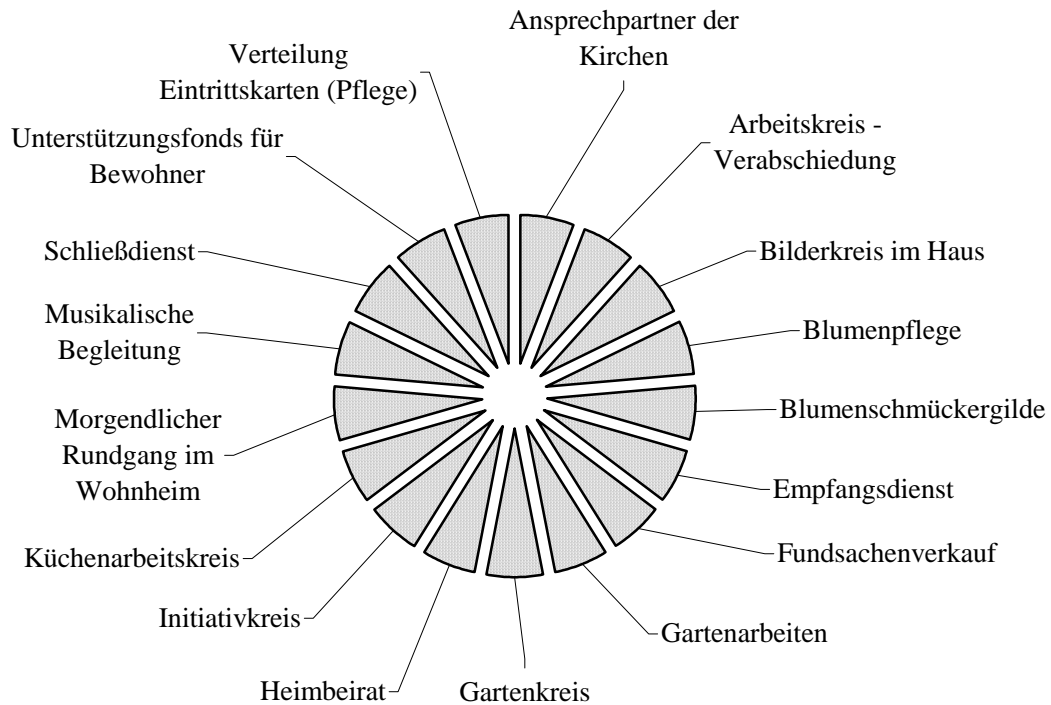 Ansprechpartner der
Kirchen
Arbeitskreis -
Verabschiedung
Bilderkreis im Haus
Blumenpflege
Blumenschmückergilde
Empfangsdienst
Fundsachenverkauf
Gartenarbeiten
Gartenkreis
Heimbeirat
Initiativkreis
Küchenarbeitskreis
Morgendlicher
Rundgang im
Wohnheim
Musikalische
Begleitung
Schließdienst
Unterstützungsfonds für
Bewohner
Verteilung
Eintrittskarten (Pflege)